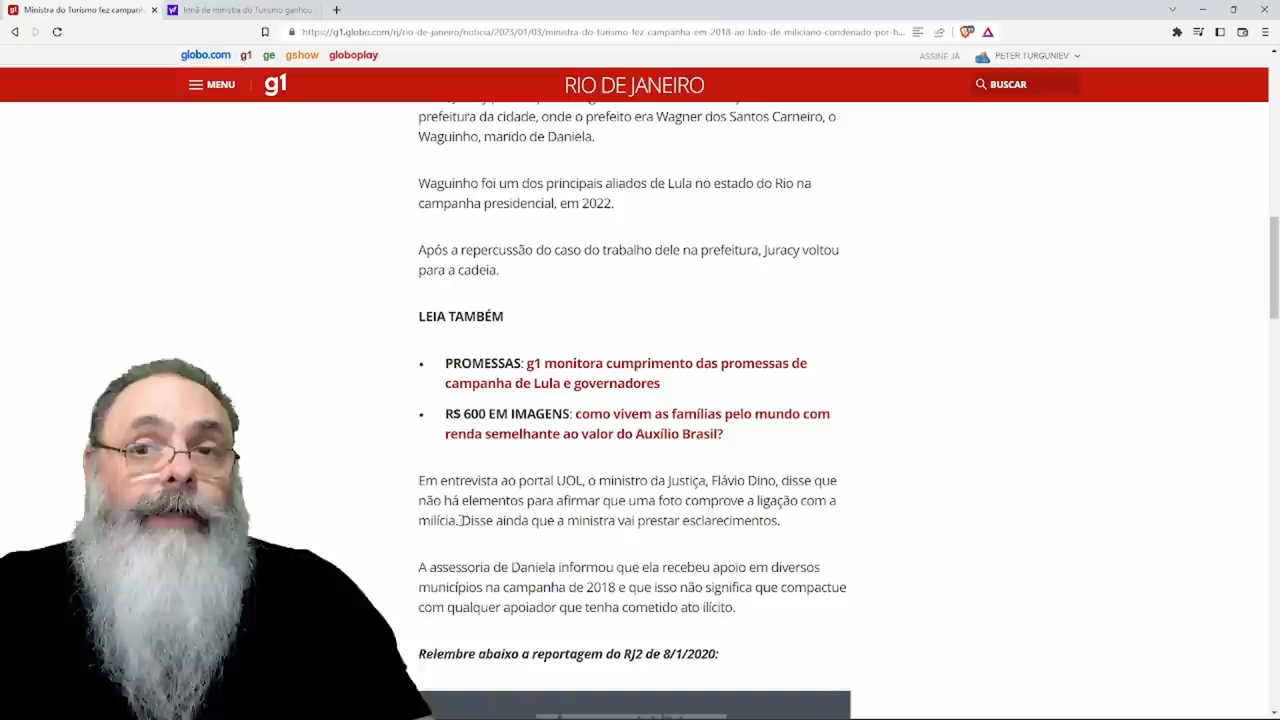 Ministra do Turismo fez campanh
Irmã de ministra do Turismo ganhou
https://g1.globo.com/rj/rio-de-janeiro/noticia/2023/01/03/ministra-do-turismo-fez-campanha-em-2018-ao-lado-de-miliciano-condenado-por-h...
globo.com g1 ge gshow globoplay
ASSINE JÁ PETER TURGUNIEV
MENU g1 RIO DE JANEIRO BUSCAR
prefeitura da cidade, onde o prefeito era Wagner dos Santos Carneiro, o
Waguinho, marido de Daniela.
Waguinho foi um dos principais aliados de Lula no estado do Rio na
campanha presidencial, em 2022.
Após a repercussão do caso do trabalho dele na prefeitura, Juracy voltou
para a cadeia.
LEIA TAMBÉM
• PROMESSAS: g1 monitora cumprimento das promessas de
campanha de Lula e governadores
• R$ 600 EM IMAGENS: como vivem as famílias pelo mundo com
renda semelhante ao valor do Auxílio Brasil?
Em entrevista ao portal UOL, o ministro da Justiça, Flávio Dino, disse que
não há elementos para afirmar que uma foto comprove a ligação com a
milícia. Disse ainda que a ministra vai prestar esclarecimentos.
A assessoria de Daniela informou que ela recebeu apoio em diversos
municípios na campanha de 2018 e que isso não significa que compactue
com qualquer apoiador que tenha cometido ato ilícito.
Relembre abaixo a reportagem do RJ2 de 8/1/2020: